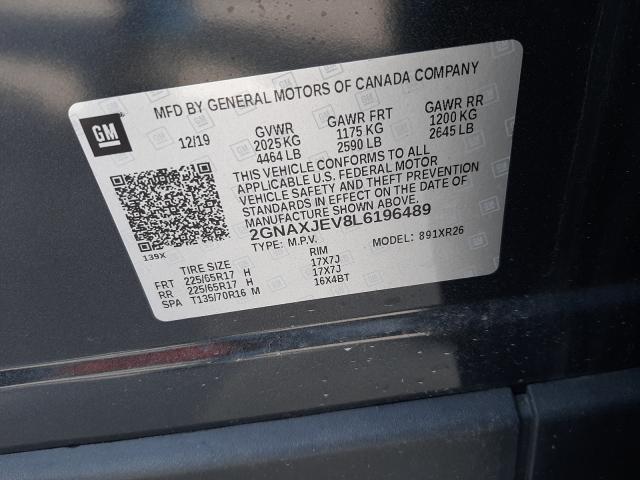 MFD BY GENERAL MOTORS OF CANADA COMPANY
GM
12/19
GVWR GAWR FRT GAWR RR
2025 KG 1175 KG 1200 KG
4464 LB 2590 LB 2645 LB
THIS VEHICLE CONFORMS TO ALL
APPLICABLE U.S. FEDERAL MOTOR
VEHICLE SAFETY AND THEFT PREVENTION
STANDARDS IN EFFECT ON THE DATE OF
MANUFACTURE SHOWN ABOVE.
2GNAXJEV8L6196489
139X
TYPE: M.P.V. MODEL: 891XR26
TIRE SIZE RIM
FRT 225/65R17 H 17X7J
RR 225/65R17 H 17X7J
SPA T135/70R16 M 16X4BT